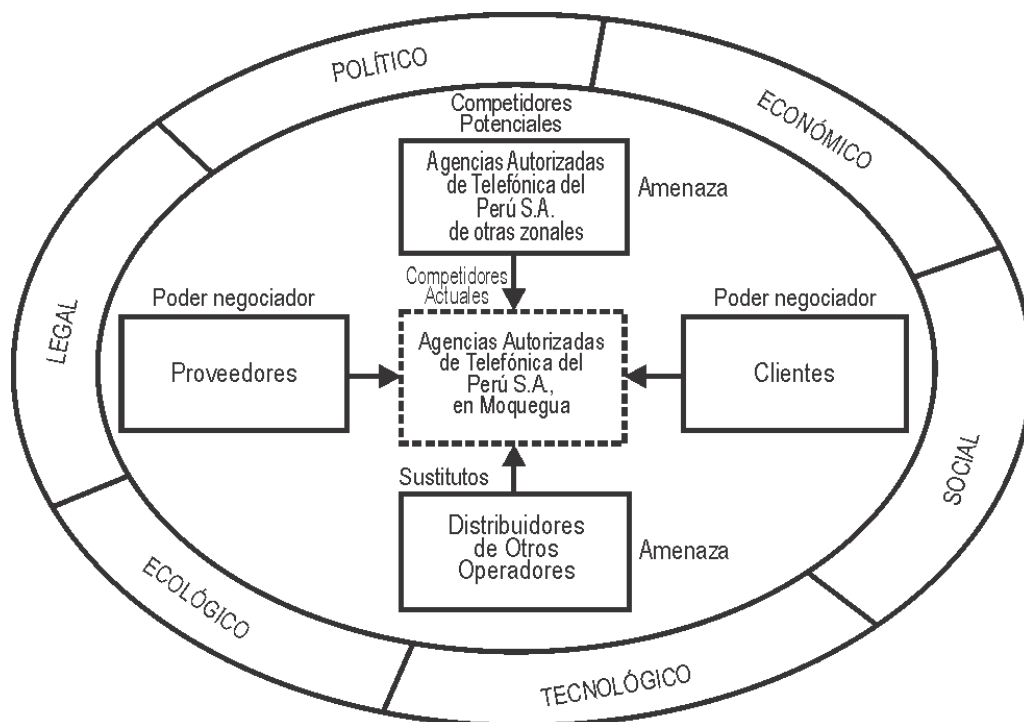 POLÍTICO
ECONÓMICO
Competidores
Potenciales
Agencias Autorizadas
de Telefónica del
Perú S.A.
de otras zonales
Amenaza
Competidores
Actuales
LEGAL
Poder negociador
Proveedores
Agencias Autorizadas
de Telefónica del
Perú S.A.,
en Moquegua
Poder negociador
Clientes
SOCIAL
Sustitutos
Distribuidores
de Otros
Operadores
Amenaza
ECOLÓGICO
TECNOLÓGICO